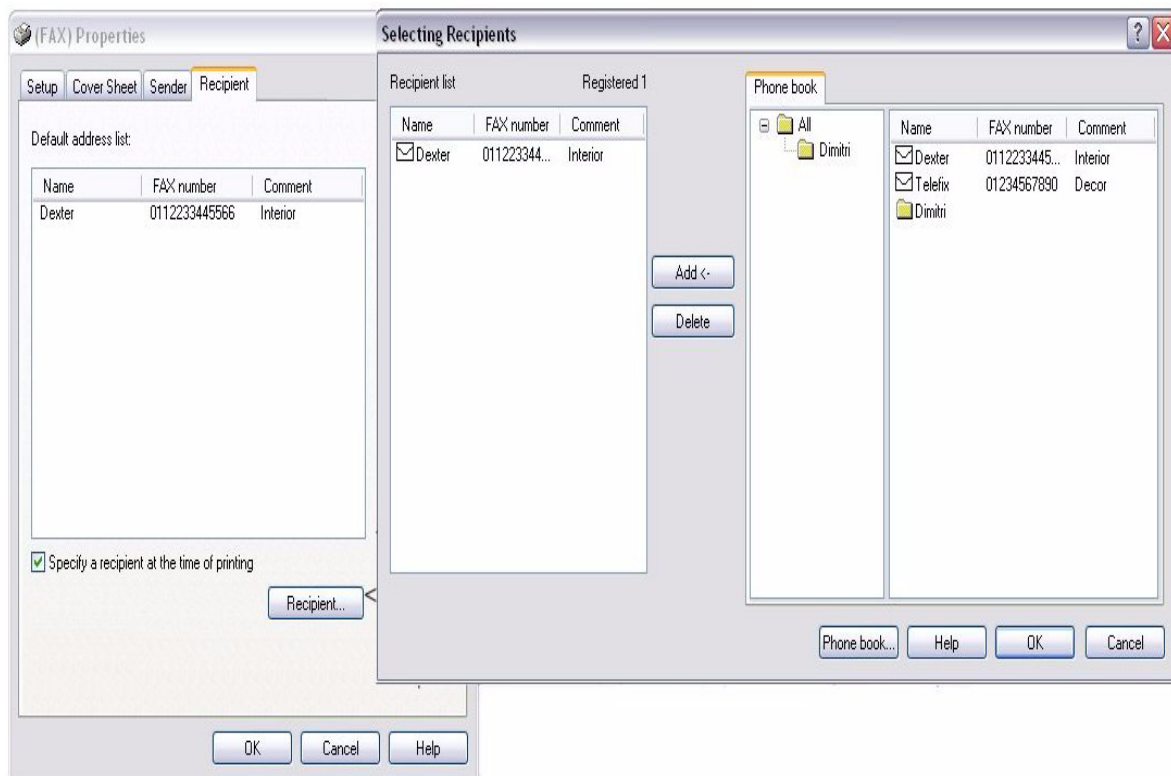 (FAX) Properties
Setup Cover Sheet Sender Recipient
Default address list:
Name FAX number Comment
Dexter 0112233445566 Interior
Specify a recipient at the time of printing
Recipient...
OK Cancel Help
Selecting Recipients
Recipient list Registered 1
Name FAX number Comment
Dexter 011223344... Interior
Add <-
Delete
Phone book
All
Dimitri
Name FAX number Comment
Dexter 0112233445... Interior
Telefix 01234567890 Decor
Dimitri
Phone book... Help OK Cancel